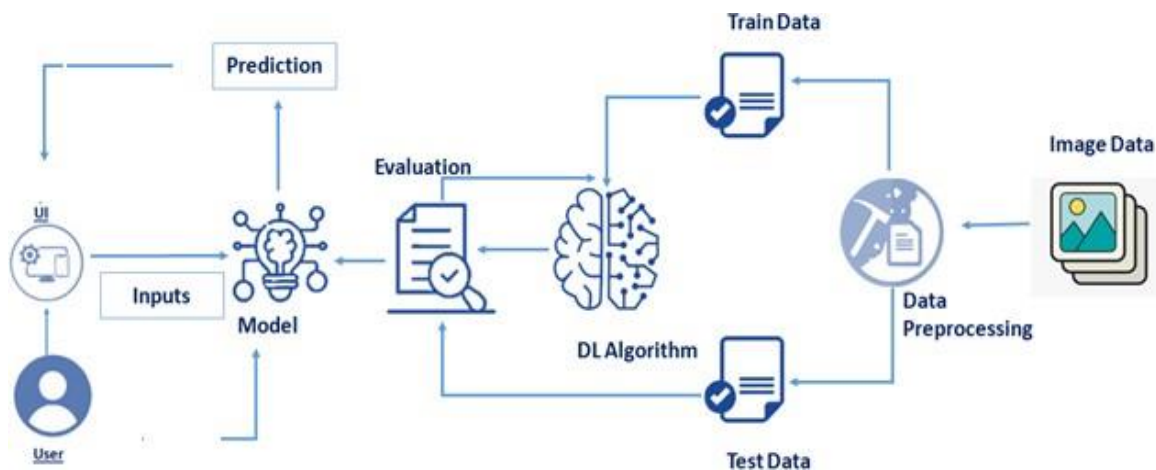 Train Data
Prediction
Image Data
Evaluation
UI
Inputs
Model
Data
Preprocessing
DL Algorithm
User
Test Data